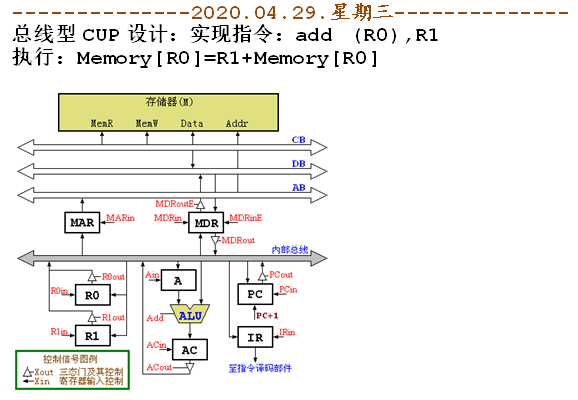 --------------2020.04.29.星期三--------------
总线型 CUP 设计：实现指令：add (R0),R1
执行：Memory[R0]=R1+Memory[R0]
存储器(M)
MemR MemW Data Addr
CB
DB
AB
MDRoutE
MAR MARin MDRin MDR MDRinE
MDRout
内部总线
R0out Ain A PCout
R0in R0 PC PCin
R1out Add ALU PC+1
R1in R1 ACin AC IR IRin
ACout 至指令译码部件
控制信号图例
Xout 三态门及其控制
Xin 寄存器输入控制